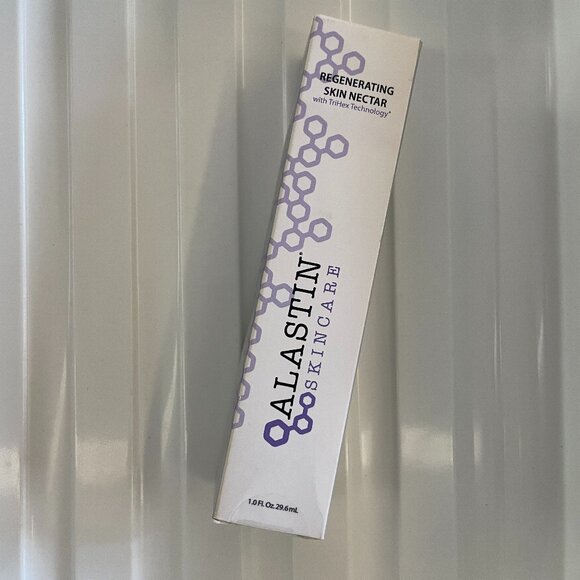 REGENERATING
SKIN NECTAR
with TriHex Technology®
ALASTIN®
SKINCARE
1.0 Fl. Oz. 29.6 mL